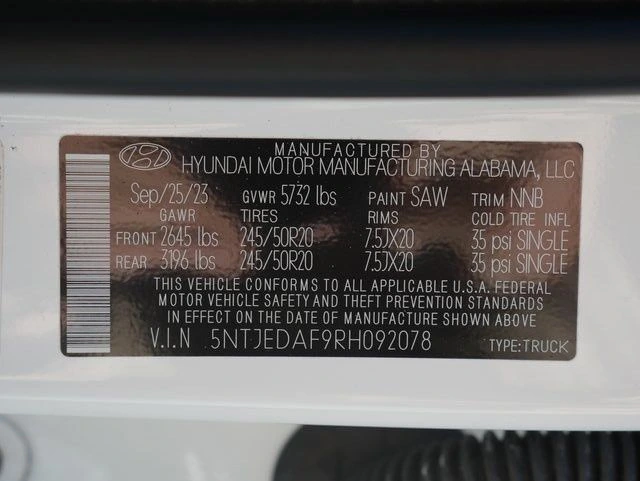 MANUFACTURED BY
HYUNDAI MOTOR MANUFACTURING ALABAMA, LLC
Sep/25/23 GVWR 5732 lbs PAINT SAW TRIM NNB
GAWR TIRES RIMS COLD TIRE INFL
FRONT 2645 lbs 245/50R20 7.5JX20 35 psi SINGLE
REAR 3196 lbs 245/50R20 7.5JX20 35 psi SINGLE
THIS VEHICLE CONFORMS TO ALL APPLICABLE U.S.A. FEDERAL
MOTOR VEHICLE SAFETY AND THEFT PREVENTION STANDARDS
IN EFFECT ON THE DATE OF MANUFACTURE SHOWN ABOVE
V.I.N 5NTJEDAF9RH092078 TYPE:TRUCK